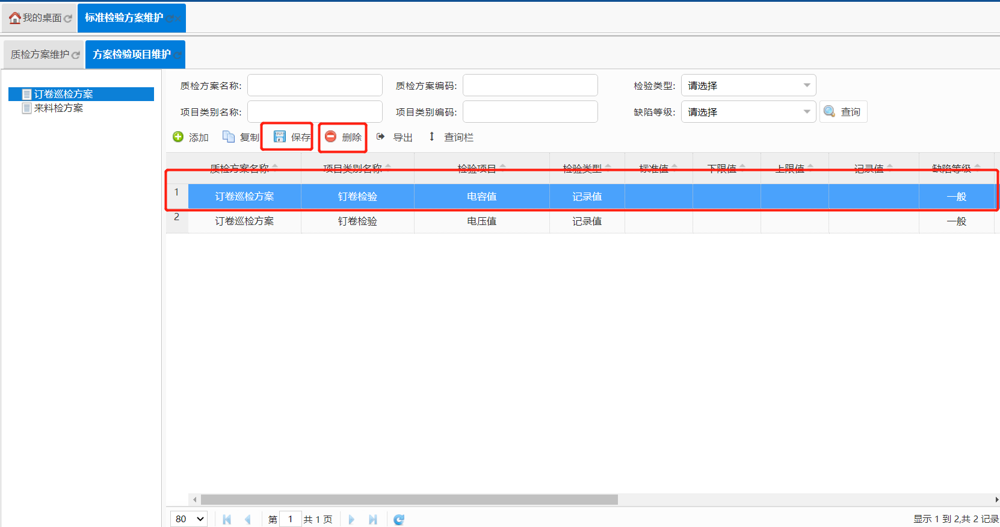 我的桌面 标准检验方案维护
质检方案维护 方案检验项目维护
订卷巡检方案
来料检方案
质检方案名称: 质检方案编码: 检验类型: 请选择
项目类别名称: 项目类别编码: 缺陷等级: 请选择 查询
添加 复制 保存 删除 导出 查询栏
质检方案名称 项目类别名称 检验项目 检验类型 标准值 下限值 上限值 记录值 缺陷等级
1 订卷巡检方案 钉卷检验 电容值 记录值 一般
2 订卷巡检方案 钉卷检验 电压值 记录值 一般
80 第 1 共 1 页 显示 1 到 2,共 2 记录